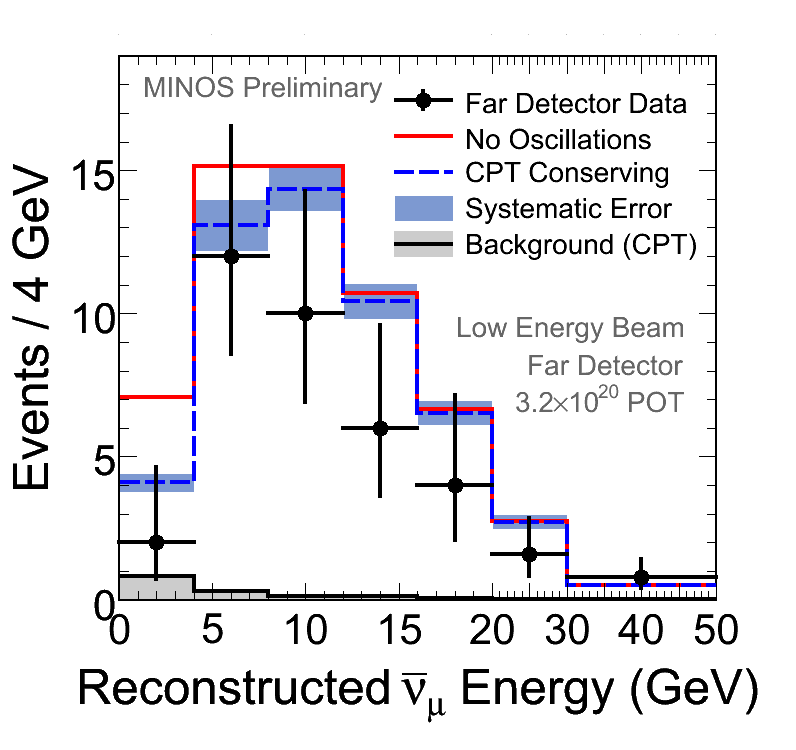 MINOS Preliminary
Far Detector Data
No Oscillations
CPT Conserving
Systematic Error
Background (CPT)
Low Energy Beam
Far Detector
3.2×10²⁰ POT
Events / 4 GeV
15
10
5
0
0 5 10 15 20 30 40 50
Reconstructed ν̅μ Energy (GeV)